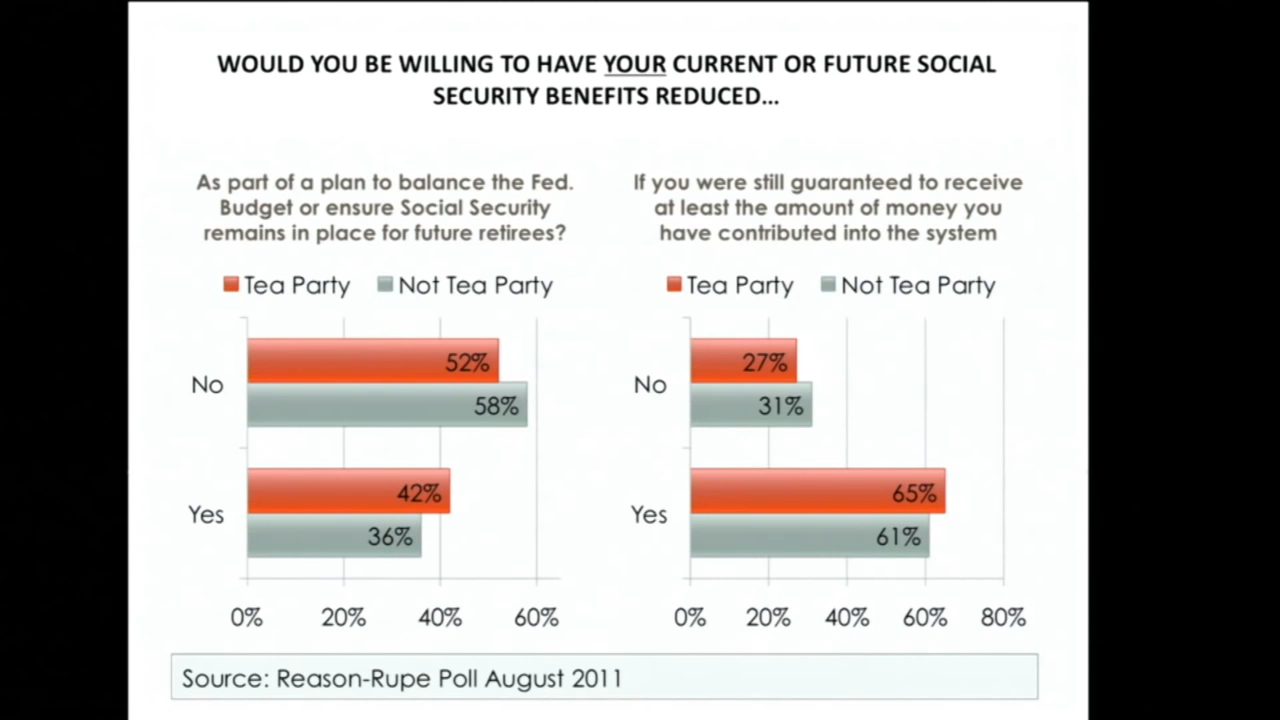 WOULD YOU BE WILLING TO HAVE YOUR CURRENT OR FUTURE SOCIAL
SECURITY BENEFITS REDUCED...
As part of a plan to balance the Fed.
Budget or ensure Social Security
remains in place for future retirees?
Tea Party Not Tea Party
No
52%
58%
Yes
42%
36%
0% 20% 40% 60%
If you were still guaranteed to receive
at least the amount of money you
have contributed into the system
Tea Party Not Tea Party
No
27%
31%
Yes
65%
61%
0% 20% 40% 60% 80%
Source: Reason-Rupe Poll August 2011